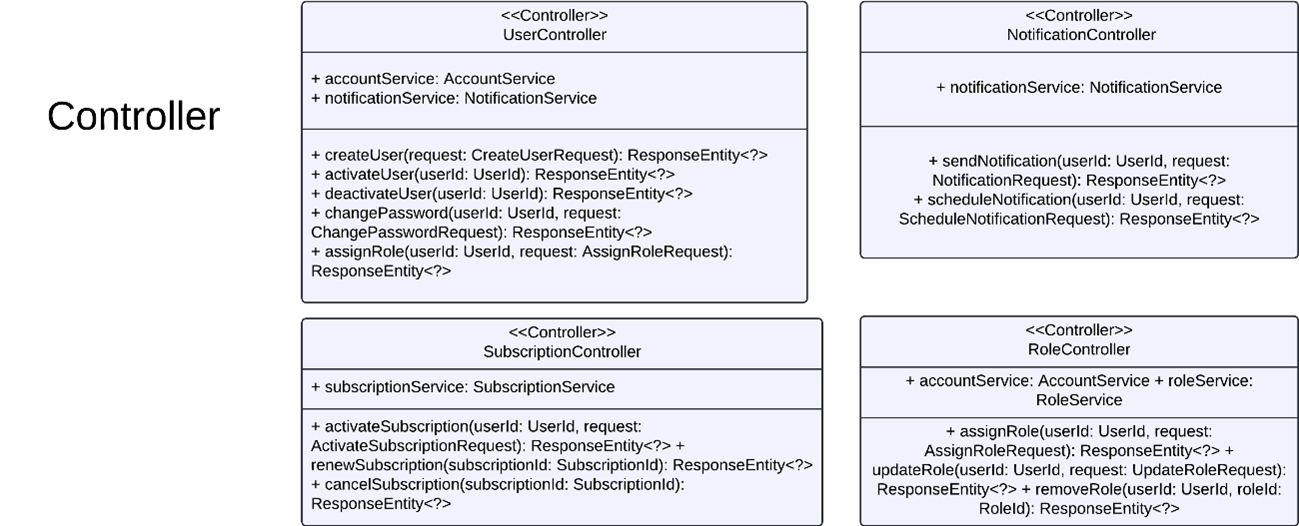 Controller
<<Controller>>
UserController
+ accountService: AccountService
+ notificationService: NotificationService
+ createUser(request: CreateUserRequest): ResponseEntity<?>
+ activateUser(userId: UserId): ResponseEntity<?>
+ deactivateUser(userId: UserId): ResponseEntity<?>
+ changePassword(userId: UserId, request:
ChangePasswordRequest): ResponseEntity<?>
+ assignRole(userId: UserId, request: AssignRoleRequest):
ResponseEntity<?>
<<Controller>>
NotificationController
+ notificationService: NotificationService
+ sendNotification(userId: UserId, request:
NotificationRequest): ResponseEntity<?>
+ scheduleNotification(userId: UserId, request:
ScheduleNotificationRequest): ResponseEntity<?>
<<Controller>>
SubscriptionController
+ subscriptionService: SubscriptionService
+ activateSubscription(userId: UserId, request:
ActivateSubscriptionRequest): ResponseEntity<?> +
renewSubscription(subscriptionId: SubscriptionId): ResponseEntity<?>
+ cancelSubscription(subscriptionId: SubscriptionId):
ResponseEntity<?>
<<Controller>>
RoleController
+ accountService: AccountService + roleService:
RoleService
+ assignRole(userId: UserId, request:
AssignRoleRequest): ResponseEntity<?> +
updateRole(userId: UserId, request: UpdateRoleRequest):
ResponseEntity<?> + removeRole(userId: UserId, roleId:
RoleId): ResponseEntity<?>